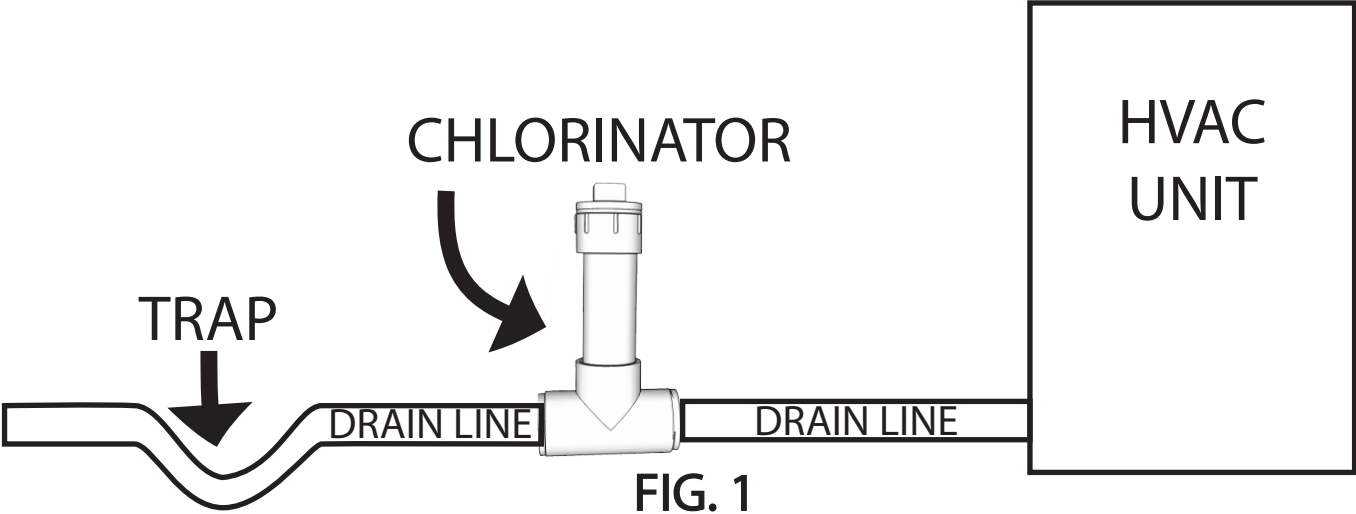 HVAC
UNIT
CHLORINATOR
TRAP
DRAIN LINE
DRAIN LINE
FIG. 1